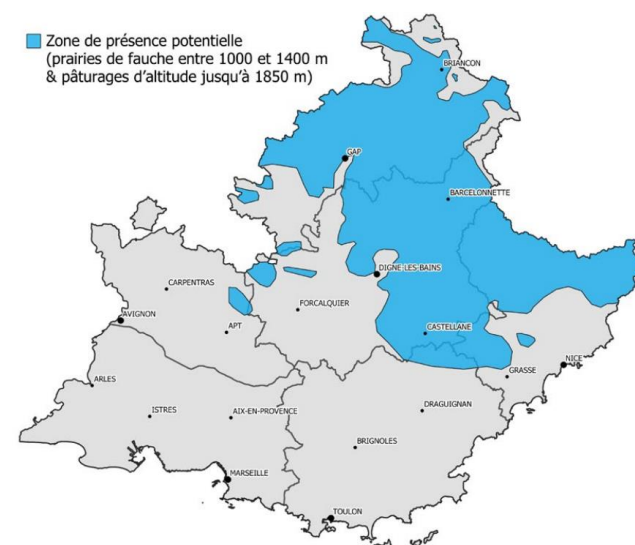 Zone de présence potentielle
(prairies de fauche entre 1000 et 1400 m
& pâturages d'altitude jusqu'à 1850 m)
BRIANCON
GAP
BARCELONNETTE
DIGNE-LES-BAINS
CARPENTRAS
FORCALQUIER
AVIGNON
APT
CASTELLANE
NICE
GRASSE
ARLES
ISTRES
AIX-EN-PROVENCE
DRAGUIGNAN
BRIGNOLES
MARSEILLE
TOULON